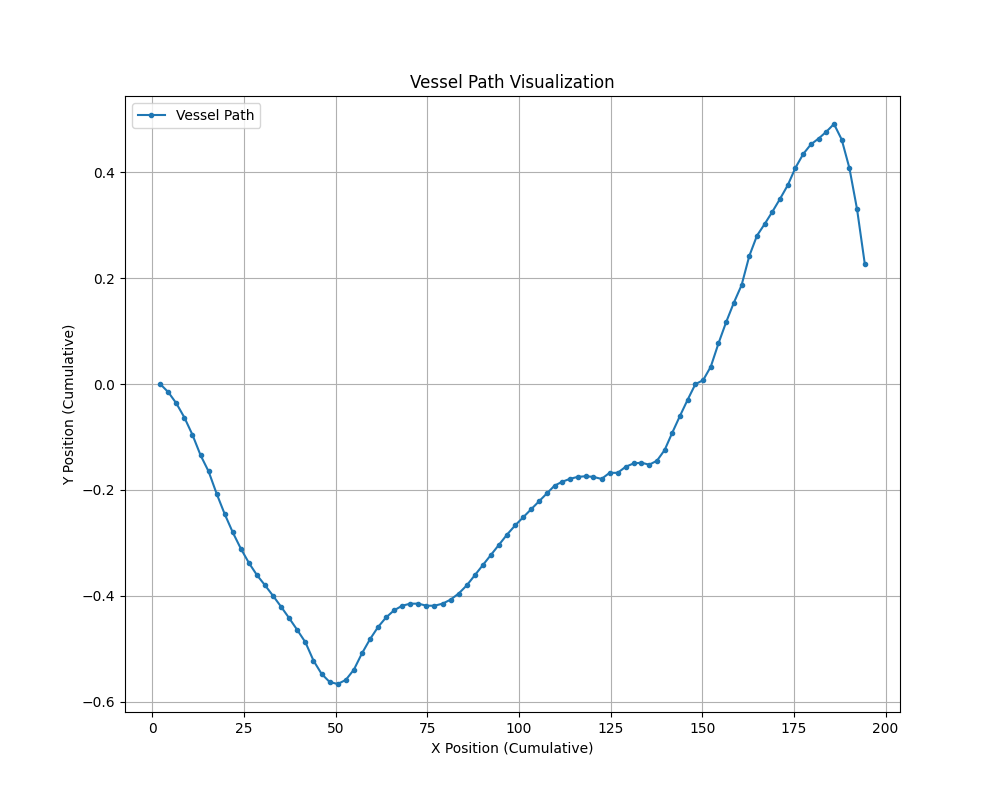 Vessel Path Visualization
Vessel Path
Y Position (Cumulative)
0.4
0.2
0.0
−0.2
−0.4
−0.6
0 25 50 75 100 125 150 175 200
X Position (Cumulative)